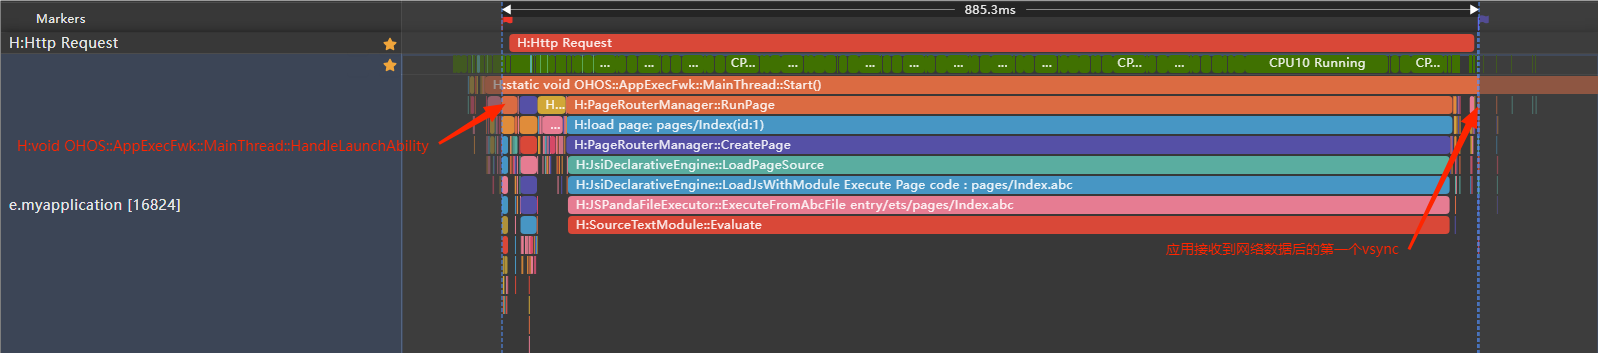 885.3ms
Markers
H:Http Request
H:Http Request
... ... ... CP... ... ... ... ... ... ... CP... ... CPU10 Running CP...
H:static void OHOS::AppExecFwk::MainThread::Start()
H... H:PageRouterManager::RunPage
... H:load page: pages/Index(id:1)
H:void OHOS::AppExecFwk::MainThread::HandleLaunchAbility
H:PageRouterManager::CreatePage
H:JsiDeclarativeEngine::LoadPageSource
H:JsiDeclarativeEngine::LoadJsWithModule Execute Page code : pages/Index.abc
e.myapplication [16824]
H:JSPandaFileExecutor::ExecuteFromAbcFile entry/ets/pages/Index.abc
H:SourceTextModule::Evaluate
应用接收到网络数据后的第一个vsync